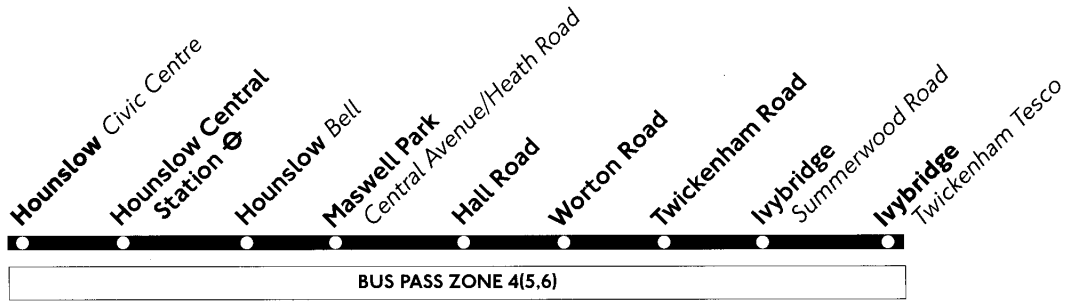 Hounslow Civic Centre
Hounslow Central
Station
Hounslow Bell
Maswell Park
Central Avenue/Heath Road
Hall Road
Worton Road
Twickenham Road
Ivybridge
Summerwood Road
Ivybridge
Twickenham Tesco
BUS PASS ZONE 4(5,6)